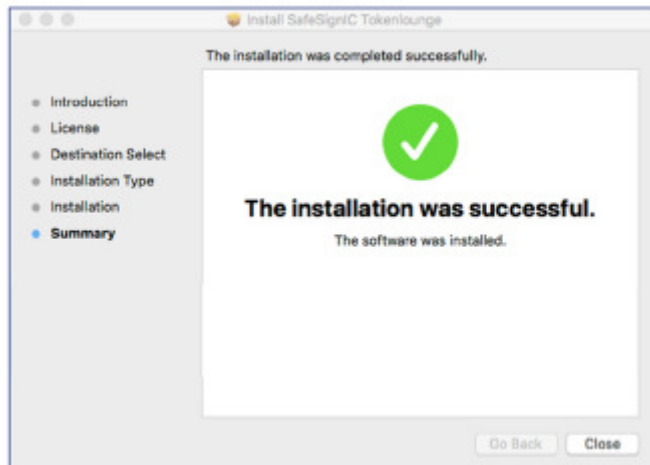 Install SafeSignIC Tokenlounge
The installation was completed successfully.
Introduction
License
Destination Select
Installation Type
Installation
Summary
The installation was successful.
The software was installed.
Go Back
Close